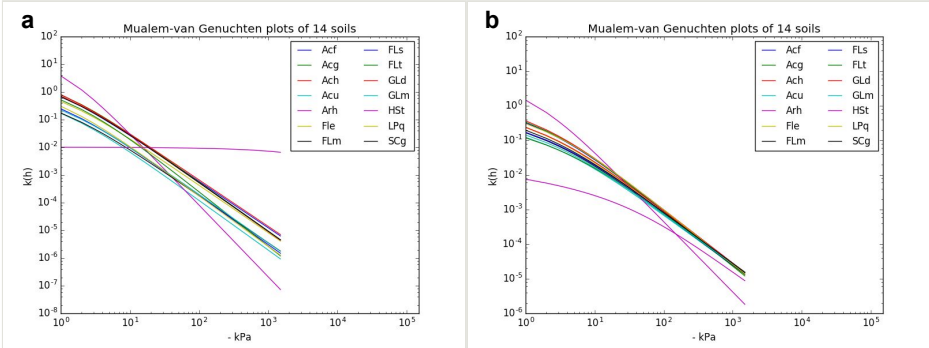 a
Mualem-van Genuchten plots of 14 soils
10^2
10^1
10^0
10^-1
10^-2
10^-3
10^-4
10^-5
10^-6
10^-7
10^-8
k(h)
Acf FLs
Acg FLt
Ach GLd
Acu GLm
Arh HSt
Fle LPq
FLm SCg
10^0 10^1 10^2 10^3 10^4 10^5
- kPa
b
Mualem-van Genuchten plots of 14 soils
10^2
10^1
10^0
10^-1
10^-2
10^-3
10^-4
10^-5
10^-6
k(h)
Acf FLs
Acg FLt
Ach GLd
Acu GLm
Arh HSt
Fle LPq
FLm SCg
10^0 10^1 10^2 10^3 10^4 10^5
- kPa